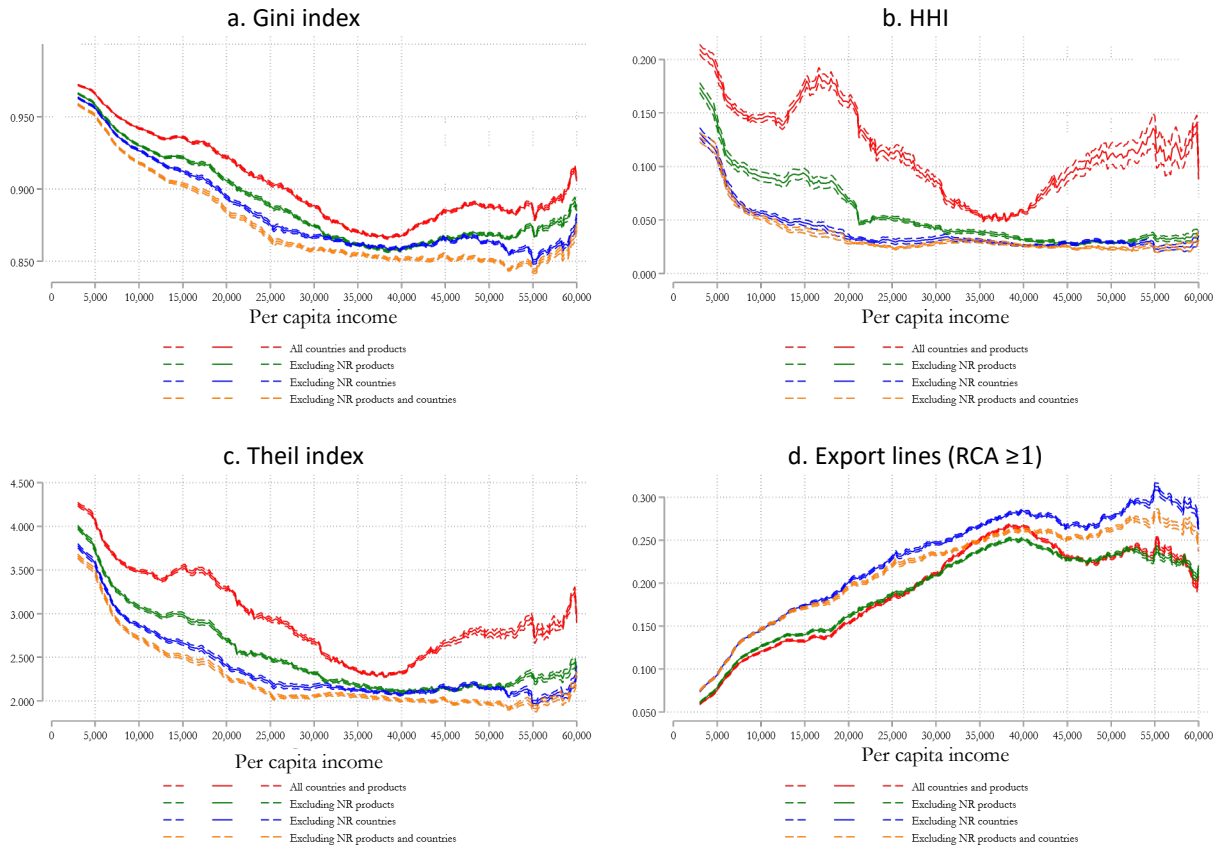 a. Gini index
0.950
0.900
0.850
0 5,000 10,000 15,000 20,000 25,000 30,000 35,000 40,000 45,000 50,000 55,000 60,000
Per capita income
All countries and products
Excluding NR products
Excluding NR countries
Excluding NR products and countries
b. HHI
0.200
0.150
0.100
0.050
0.000
0 5,000 10,000 15,000 20,000 25,000 30,000 35,000 40,000 45,000 50,000 55,000 60,000
Per capita income
All countries and products
Excluding NR products
Excluding NR countries
Excluding NR products and countries
c. Theil index
4.500
4.000
3.500
3.000
2.500
2.000
0 5,000 10,000 15,000 20,000 25,000 30,000 35,000 40,000 45,000 50,000 55,000 60,000
Per capita income
All countries and products
Excluding NR products
Excluding NR countries
Excluding NR products and countries
d. Export lines (RCA ≥1)
0.300
0.250
0.200
0.150
0.100
0.050
0 5,000 10,000 15,000 20,000 25,000 30,000 35,000 40,000 45,000 50,000 55,000 60,000
Per capita income
All countries and products
Excluding NR products
Excluding NR countries
Excluding NR products and countries